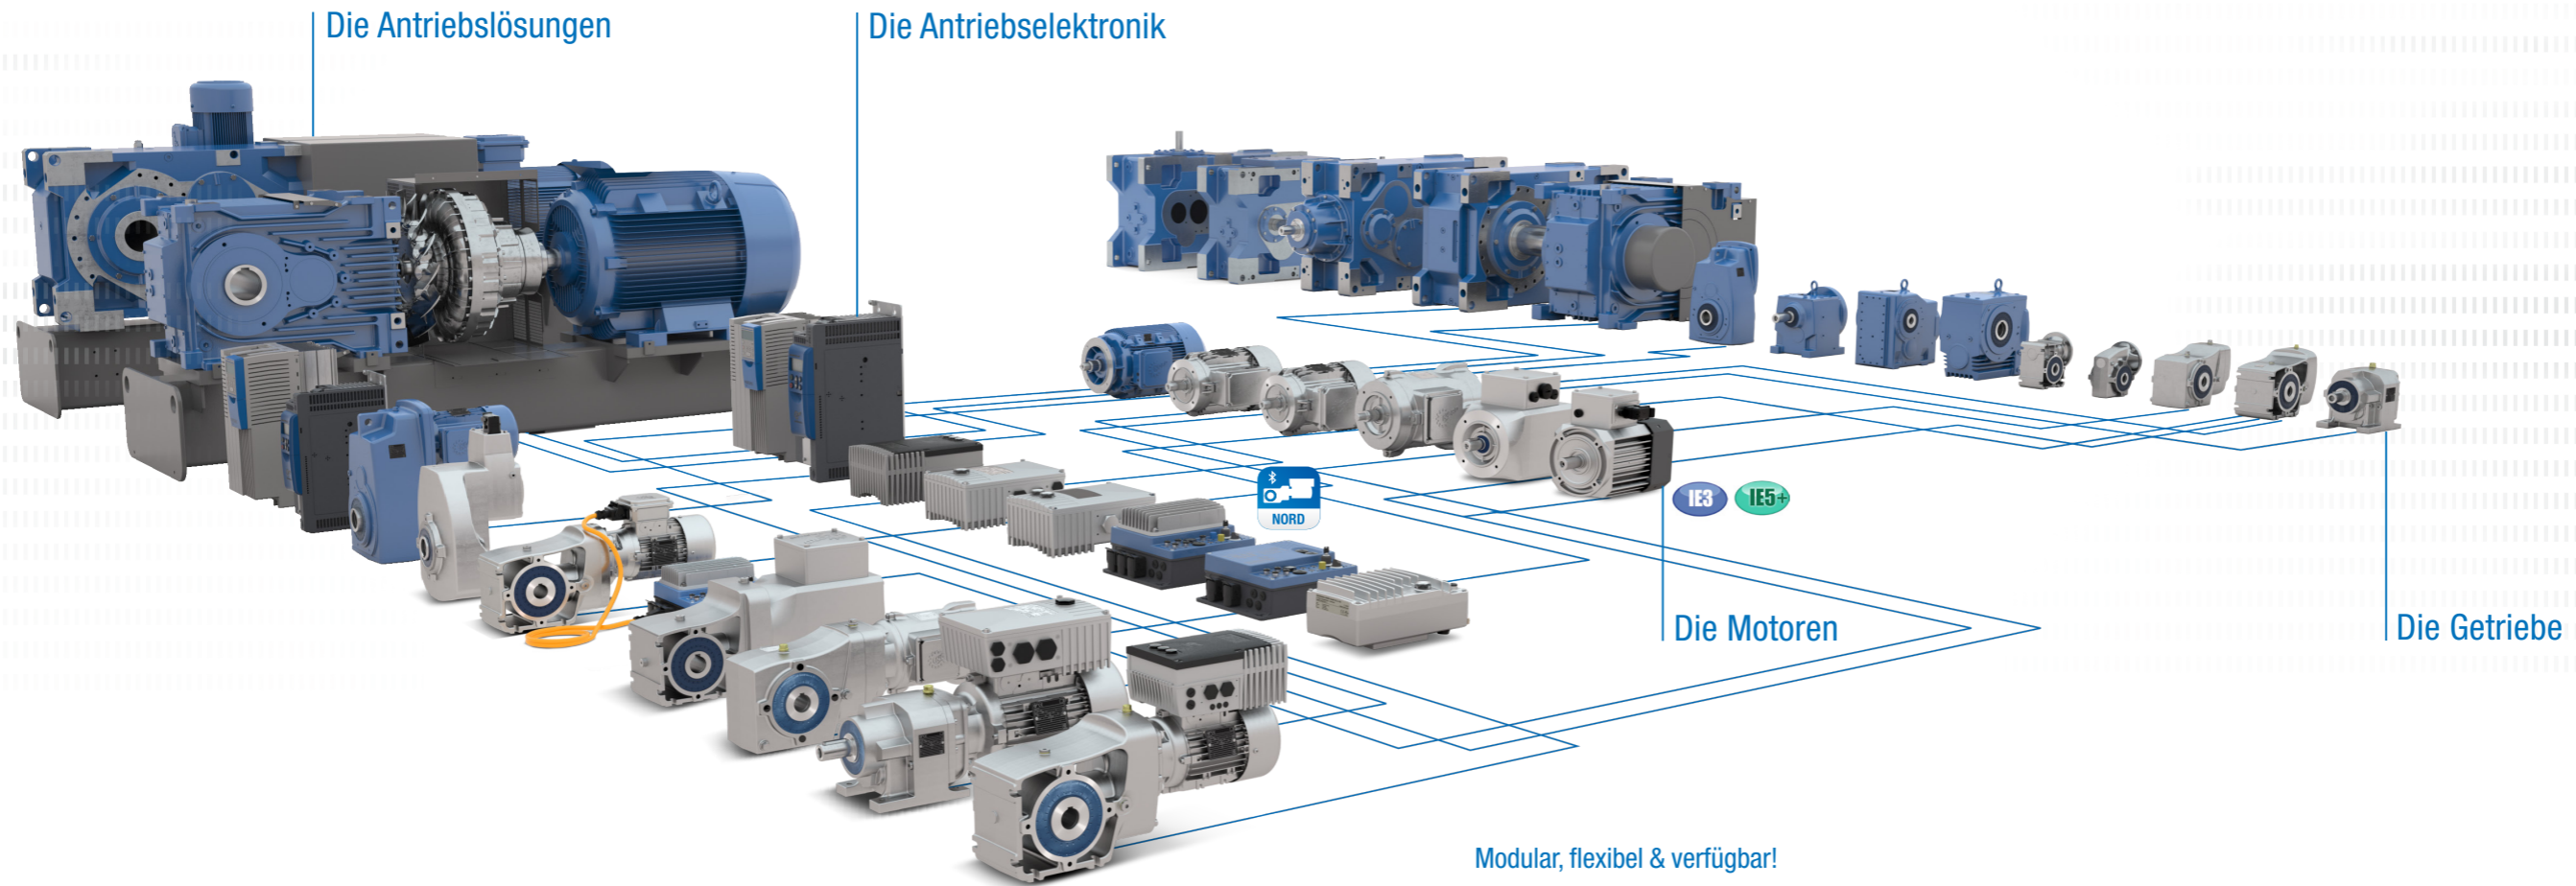 Die Antriebslösungen
Die Antriebselektronik
NORD
IE3
IE5+
Die Motoren
Die Getriebe
Modular, flexibel & verfügbar!